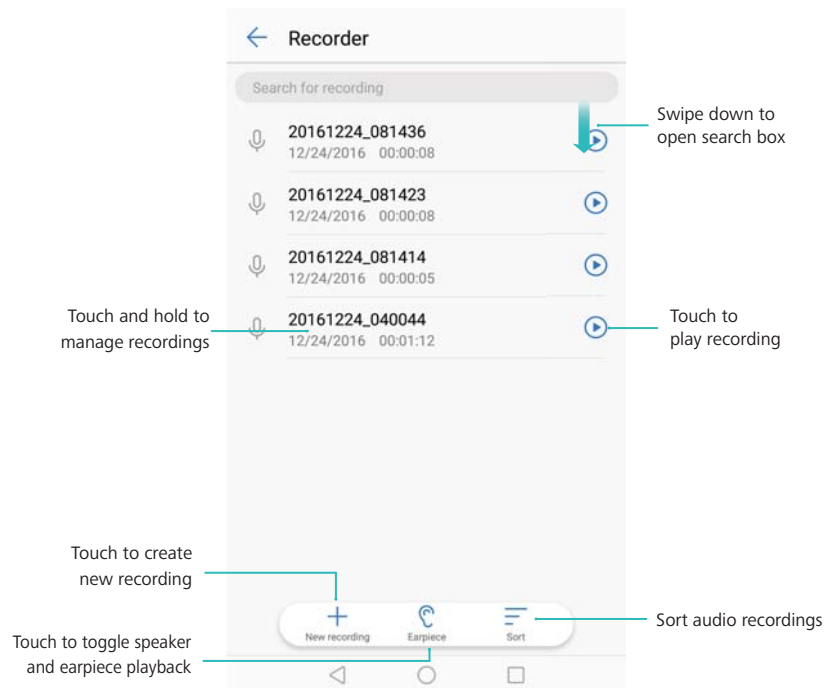 Recorder
Search for recording
Swipe down to
open search box
20161224_081436
12/24/2016 00:00:08
20161224_081423
12/24/2016 00:00:08
20161224_081414
12/24/2016 00:00:05
Touch and hold to
manage recordings
20161224_040044
12/24/2016 00:01:12
Touch to
play recording
Touch to create
new recording
New recording
Earpiece
Sort
Sort audio recordings
Touch to toggle speaker
and earpiece playback